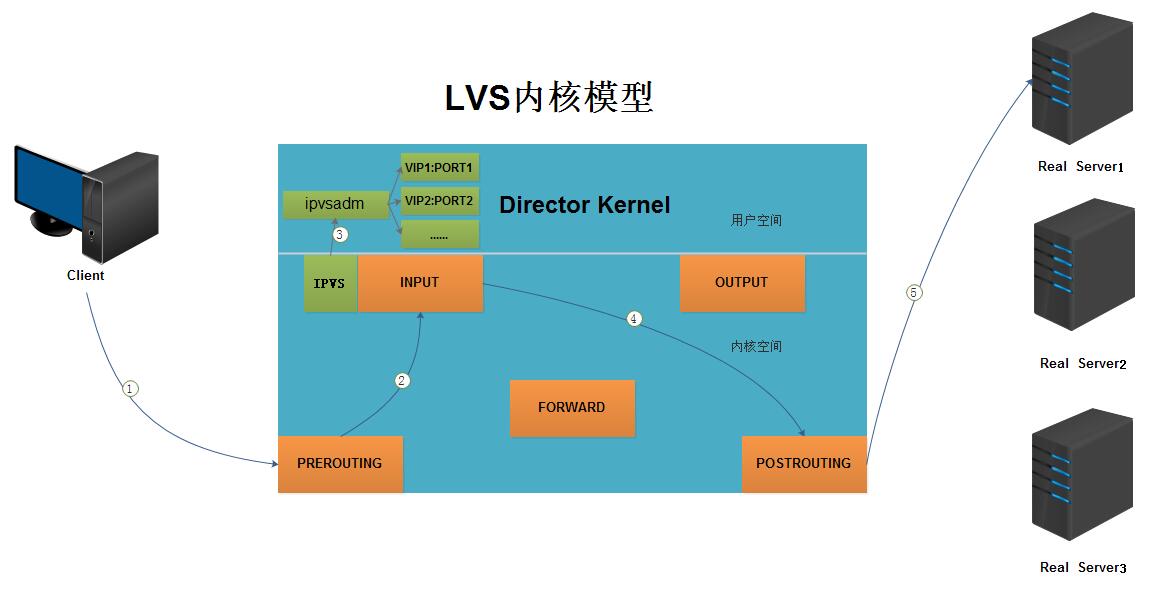 LVS内核模型
VIP1:PORT1
ipvsadm
VIP2:PORT2
Director Kernel
用户空间
......
③
IPVS
INPUT
OUTPUT
④
内核空间
②
FORWARD
PREROUTING
POSTROUTING
Client
①
⑤
Real Server1
Real Server2
Real Server3